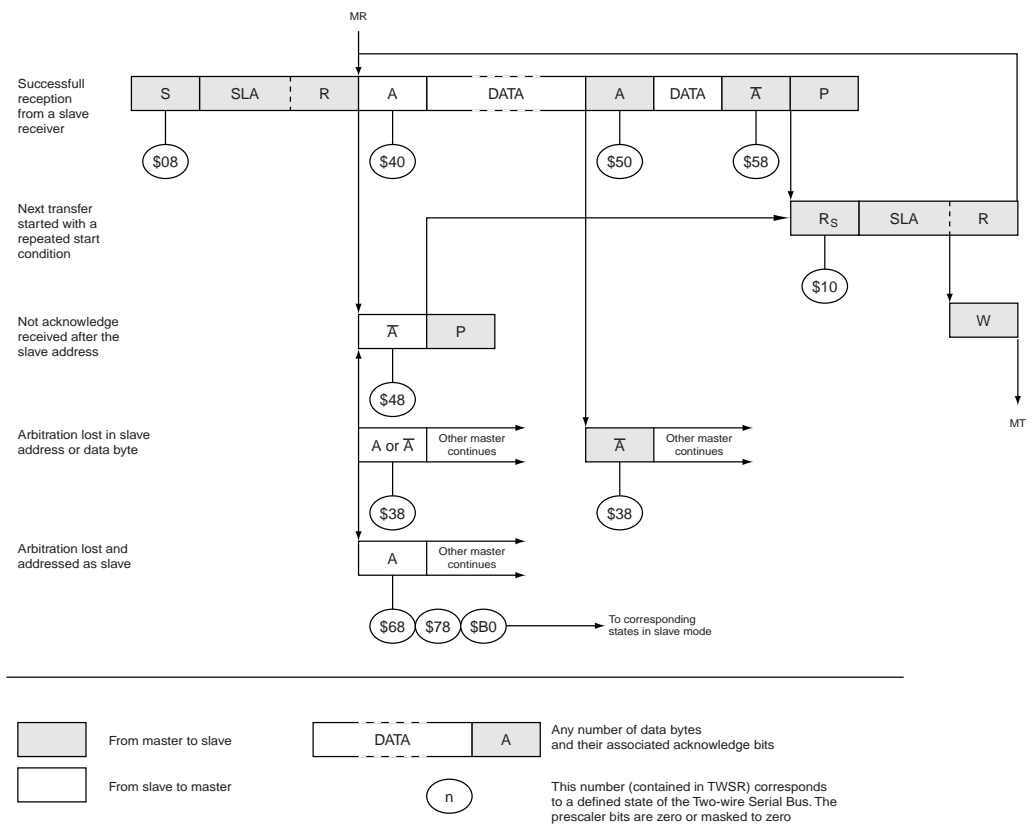 MR
Successfull
reception
from a slave
receiver
S SLA R A DATA A DATA A̅ P
$08 $40 $50 $58
Next transfer
started with a
repeated start
condition
RS SLA R
$10
Not acknowledge
received after the
slave address
A̅ P
W
$48
MT
Arbitration lost in slave
address or data byte
A or A̅ Other master
continues
A̅ Other master
continues
$38 $38
Arbitration lost and
addressed as slave
A Other master
continues
$68 $78 $B0 To corresponding
states in slave mode
From master to slave
DATA A
Any number of data bytes
and their associated acknowledge bits
From slave to master
n
This number (contained in TWSR) corresponds
to a defined state of the Two-wire Serial Bus. The
prescaler bits are zero or masked to zero